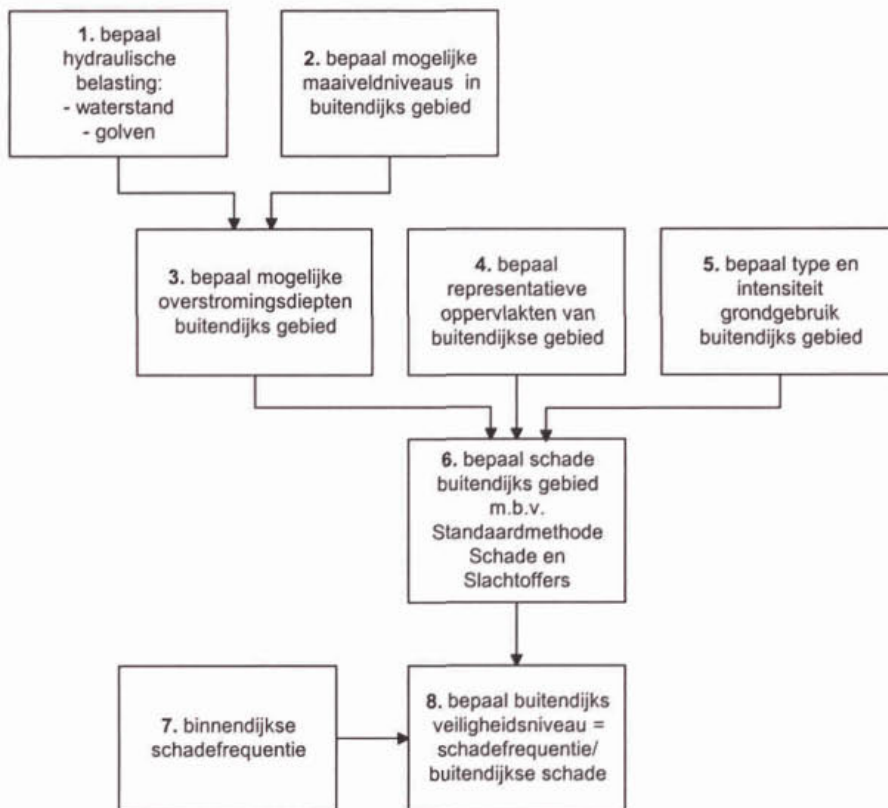 1. bepaal
hydraulische
belasting:
- waterstand
- golven
2. bepaal mogelijke
maaiveldniveaus in
buitendijks gebied
3. bepaal mogelijke
overstromingsdiepten
buitendijks gebied
4. bepaal
representatieve
oppervlakten van
buitendijkse gebied
5. bepaal type en
intensiteit
grondgebruik
buitendijks gebied
6. bepaal schade
buitendijks gebied
m.b.v.
Standaardmethode
Schade en
Slachtoffers
7. binnendijkse
schadefrequentie
8. bepaal buitendijks
veiligheidsniveau =
schadefrequentie/
buitendijkse schade